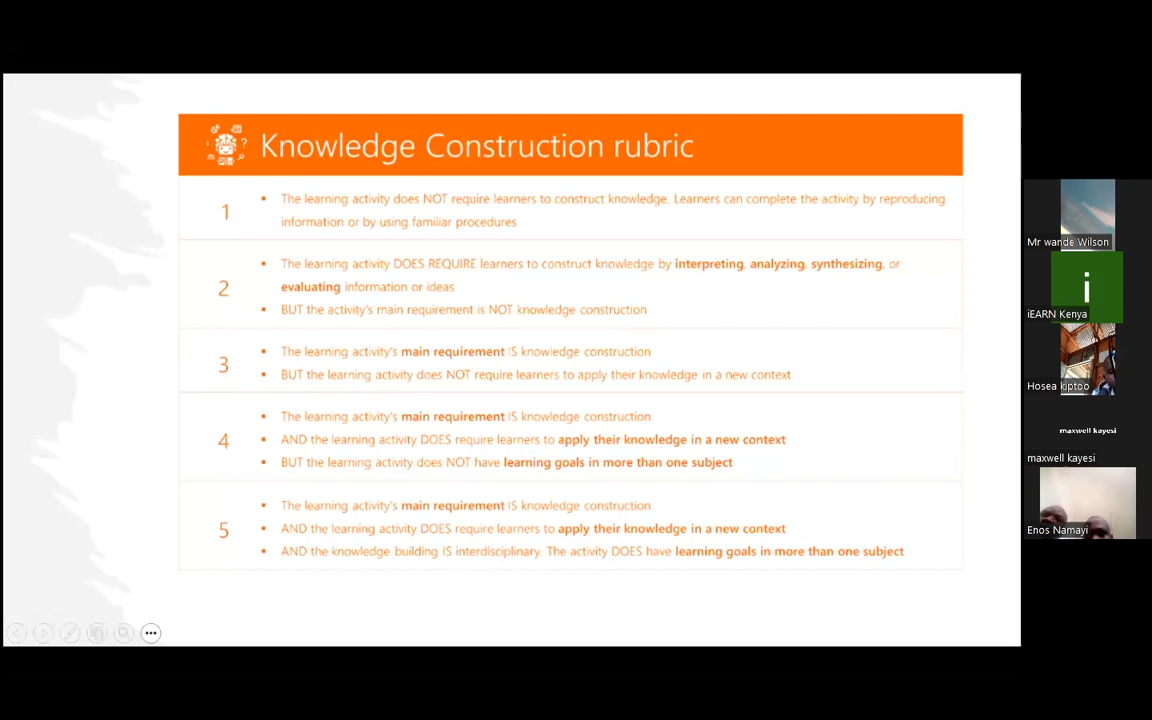 Knowledge Construction rubric
1
▪ The learning activity does NOT require learners to construct knowledge. Learners can complete the activity by reproducing
information or by using familiar procedures
2
▪ The learning activity DOES REQUIRE learners to construct knowledge by interpreting, analyzing, synthesizing, or
evaluating information or ideas
▪ BUT the activity's main requirement is NOT knowledge construction
3
▪ The learning activity's main requirement IS knowledge construction
▪ BUT the learning activity does NOT require learners to apply their knowledge in a new context
4
▪ The learning activity's main requirement IS knowledge construction
▪ AND the learning activity DOES require learners to apply their knowledge in a new context
▪ BUT the learning activity does NOT have learning goals in more than one subject
5
▪ The learning activity's main requirement IS knowledge construction
▪ AND the learning activity DOES require learners to apply their knowledge in a new context
▪ AND the knowledge building IS interdisciplinary. The activity DOES have learning goals in more than one subject
Mr wande Wilson
i
iEARN Kenya
Hosea kiptoo
maxwell kayesi
maxwell kayesi
Enos Namayi